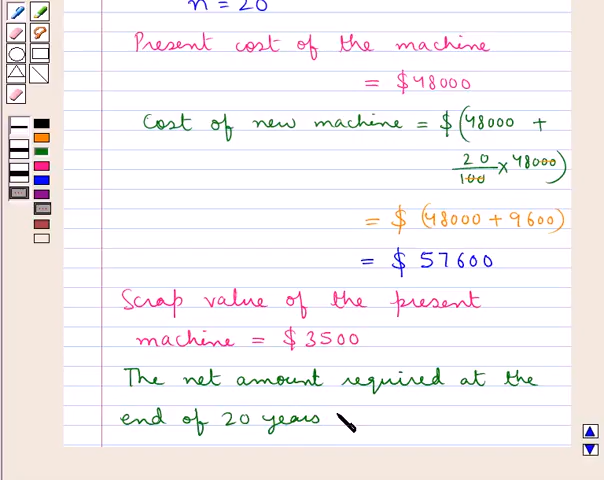 n = 20
Present cost of the machine
= $48000
Cost of new machine = $(48000 +
20/100 × 48000)
= $ (48000 + 9600)
= $ 57600
Scrap value of the present
machine = $ 3500
The net amount required at the
end of 20 years